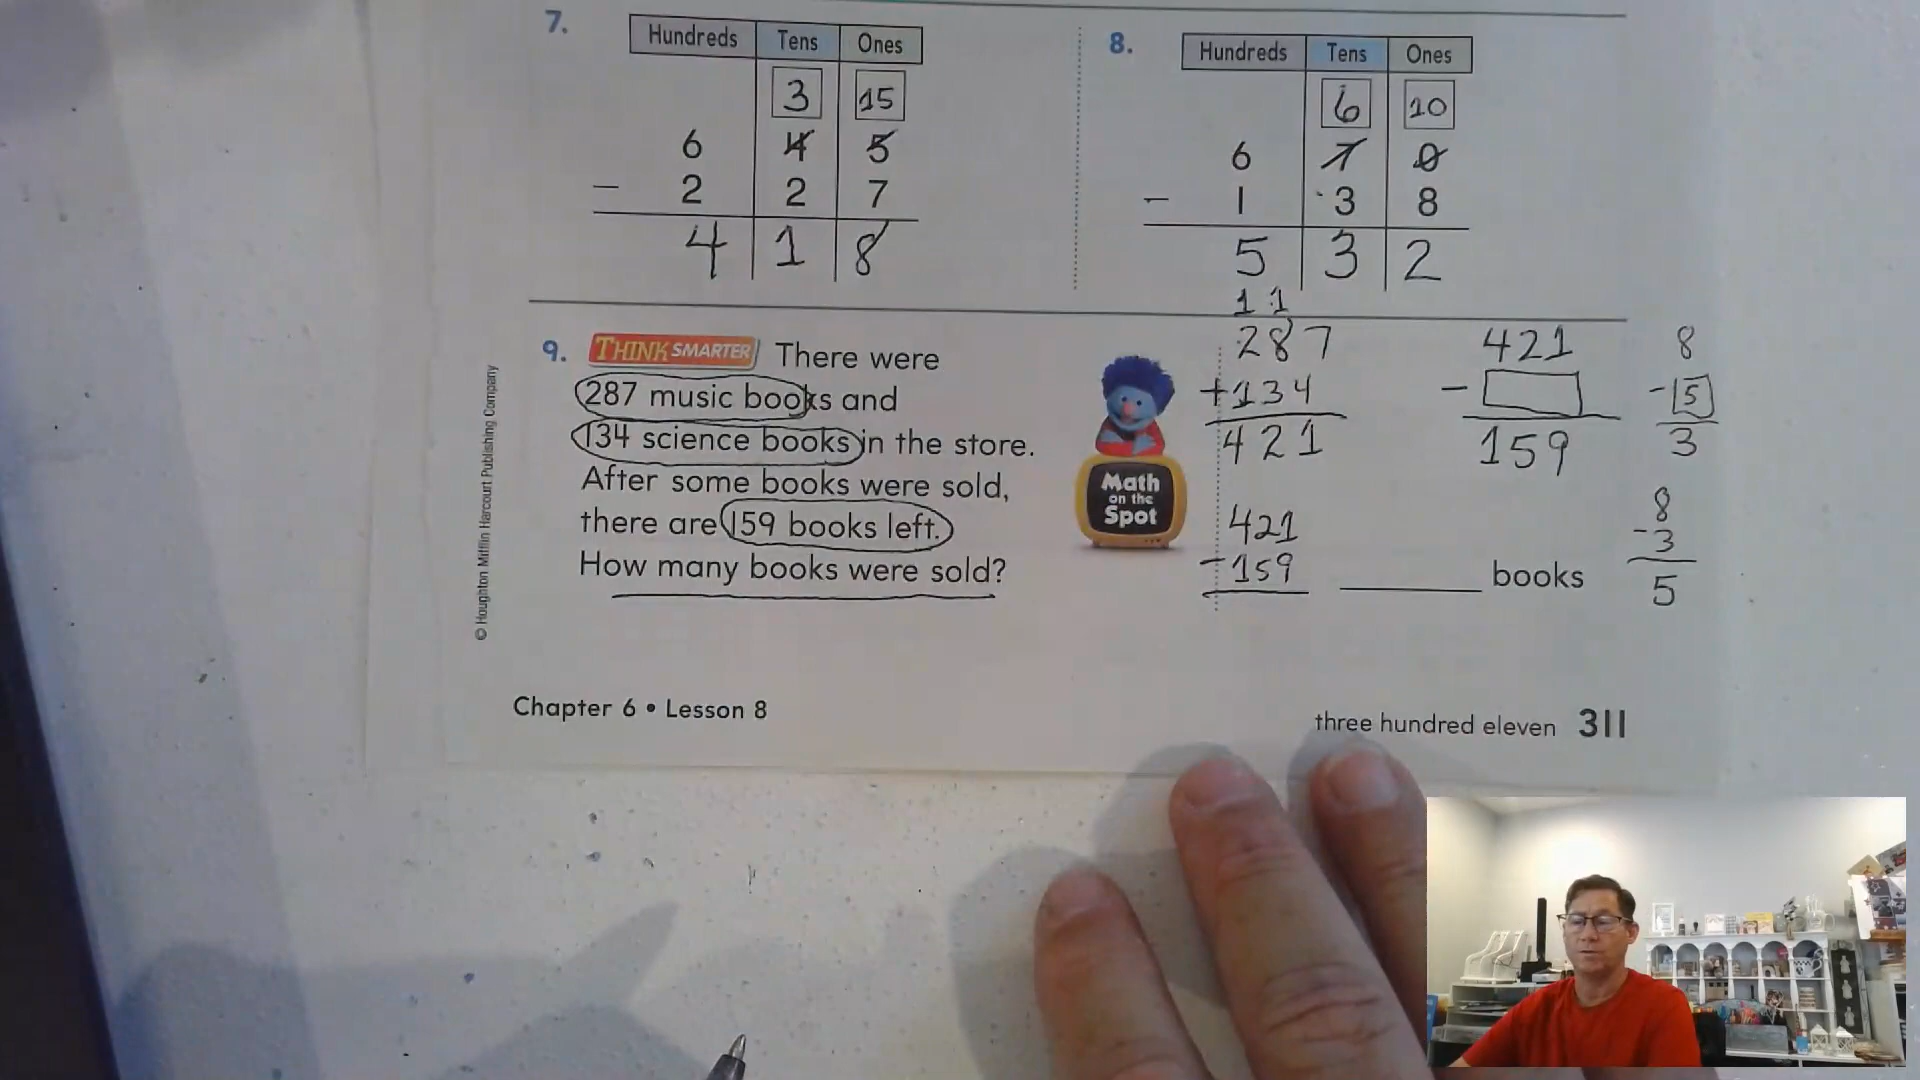 7.
Hundreds Tens Ones
3 15
6 4 5
− 2 2 7
4 1 8
8.
Hundreds Tens Ones
6 10
6 7 0
− 1 3 8
5 3 2
9. THINK SMARTER There were
287 music books and
134 science books in the store.
After some books were sold,
there are 159 books left.
How many books were sold?
Math
on the
Spot
1 1
287
+134
421
421
−159
421
−
159
8
−5
3
8
−3
5
books
© Houghton Mifflin Harcourt Publishing Company
Chapter 6 • Lesson 8
three hundred eleven 311